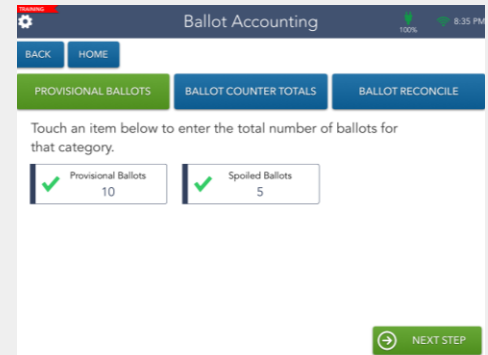 TRAINING
Ballot Accounting
100%
8:35 PM
BACK
HOME
PROVISIONAL BALLOTS
BALLOT COUNTER TOTALS
BALLOT RECONCILE
Touch an item below to enter the total number of ballots for
that category.
Provisional Ballots
10
Spoiled Ballots
5
NEXT STEP